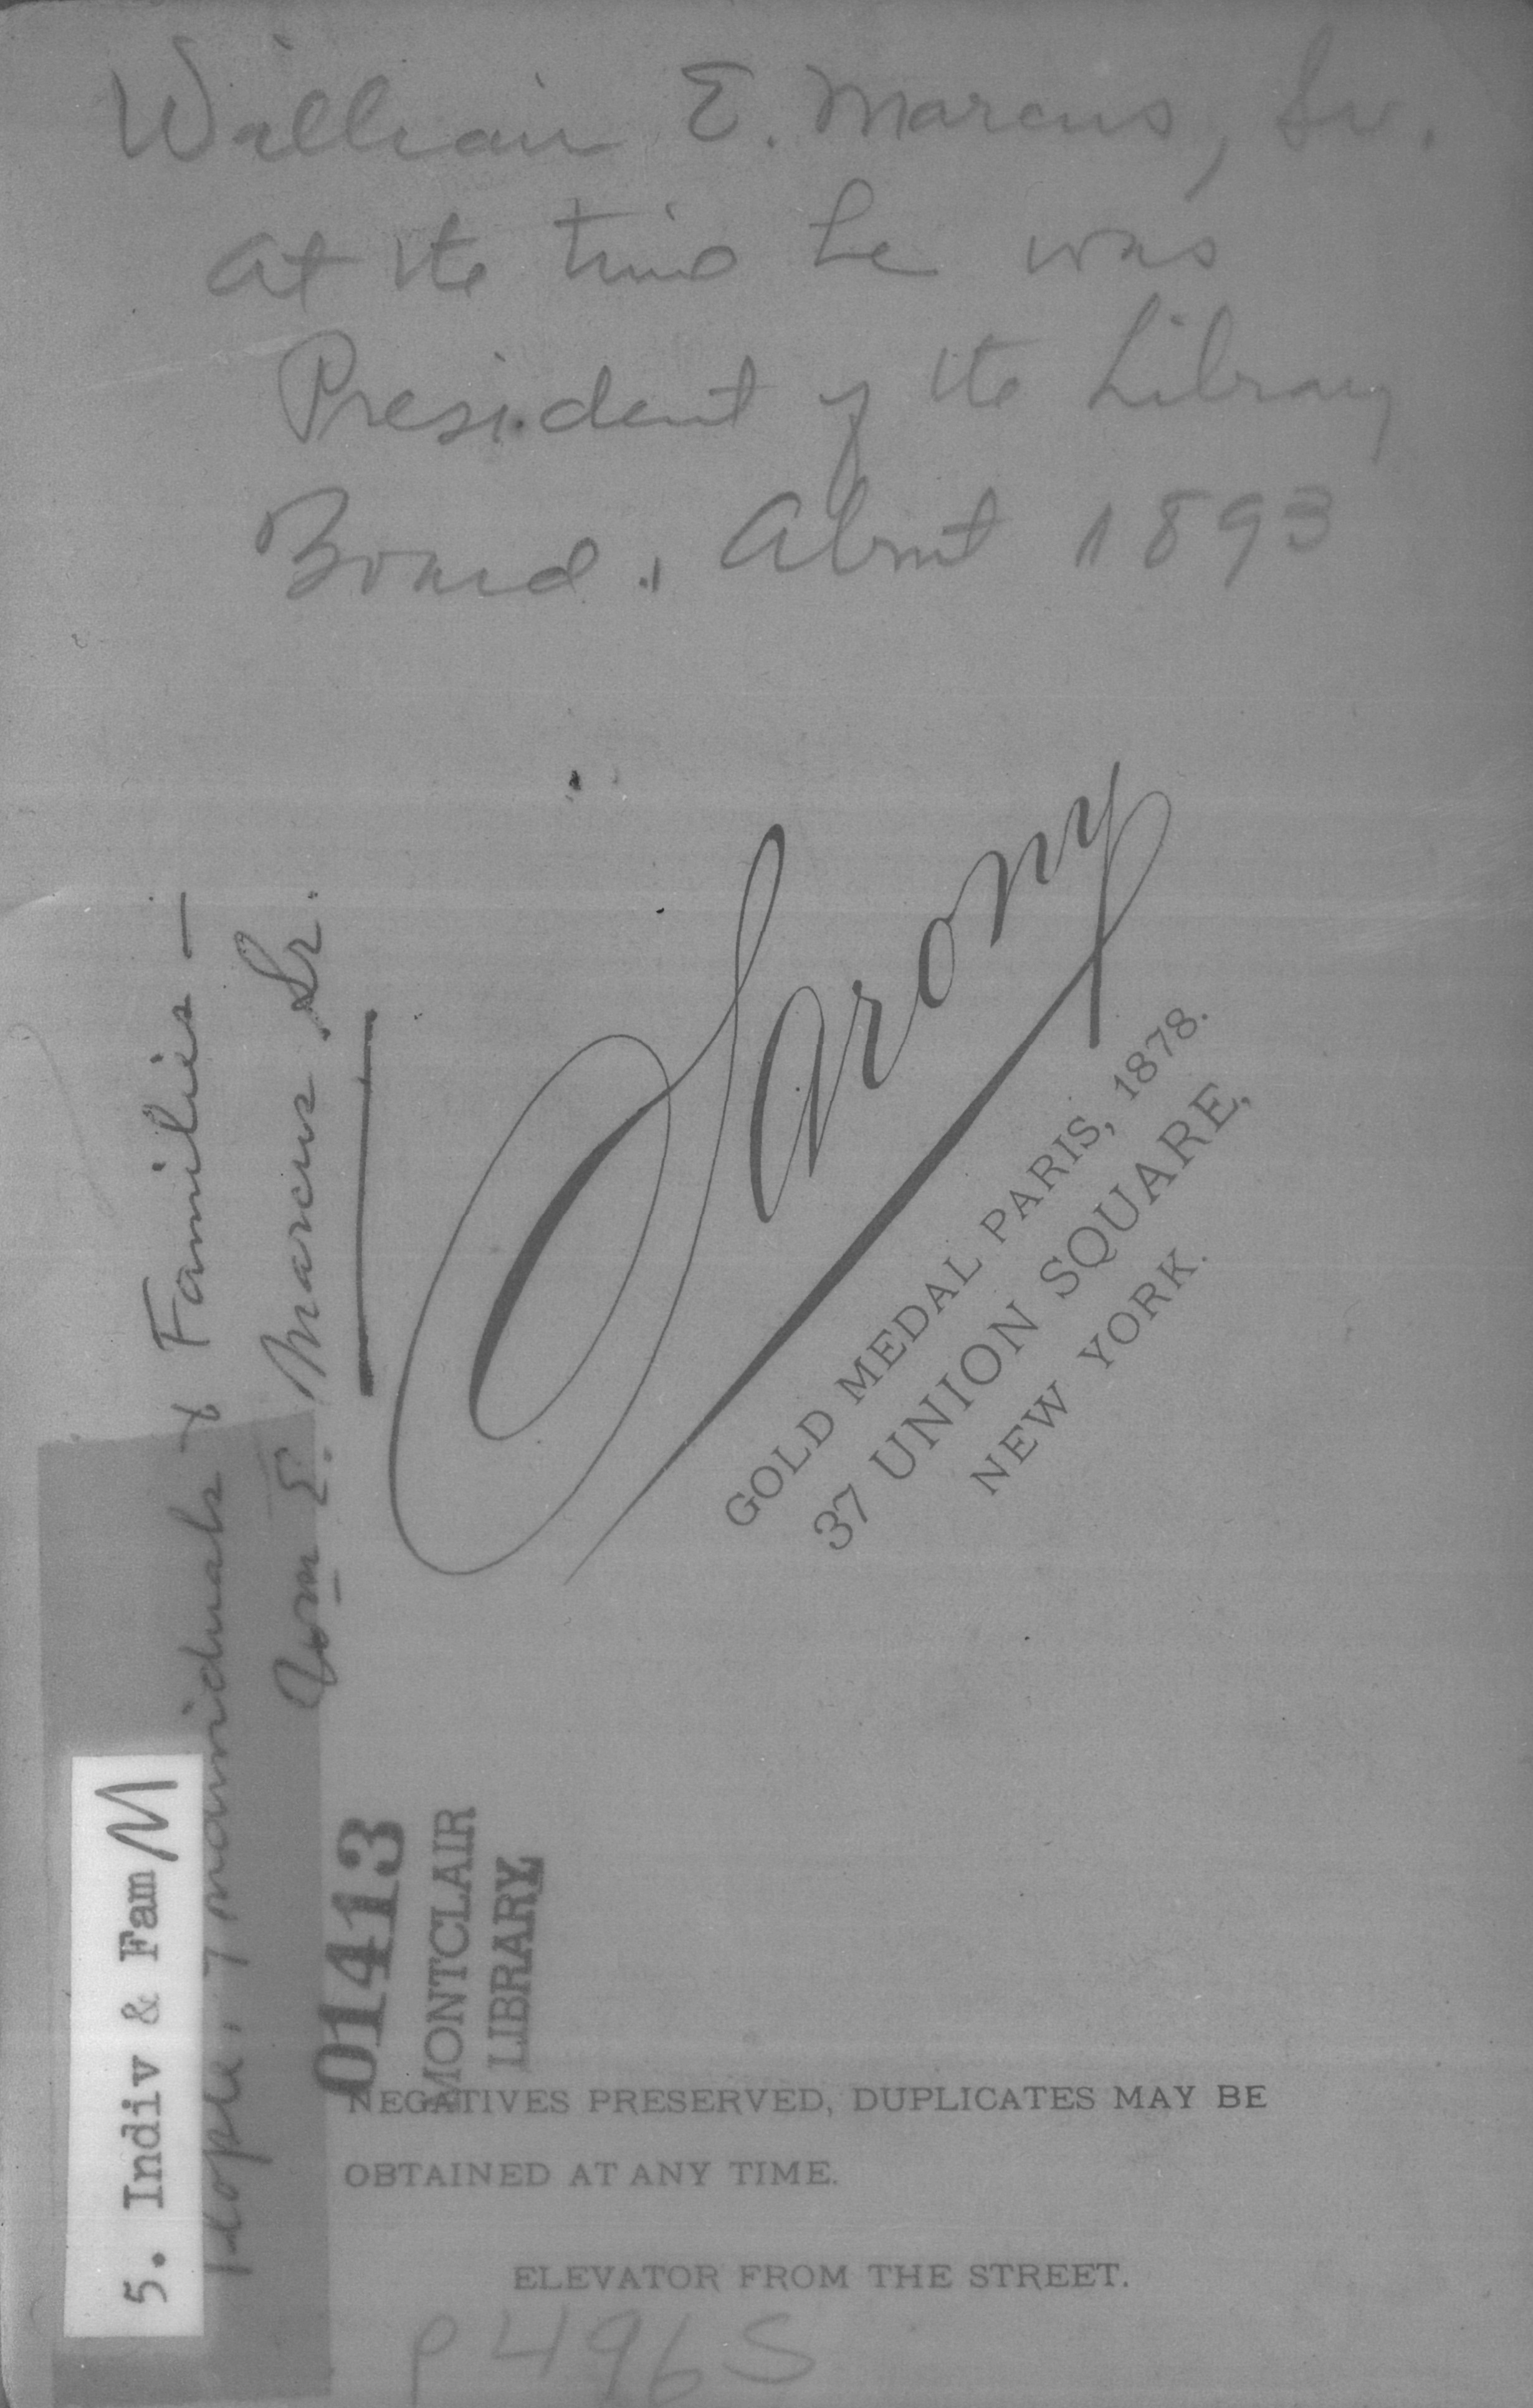 William E. Marcus, Sr.
at the time he was
President of the Library
Board. About 1893
Sarony
GOLD MEDAL PARIS, 1878.
37 UNION SQUARE,
NEW YORK.
5. Indiv & Fam M
People, Individuals & Families —
Wm E. Marcus Sr.
01413
MONTCLAIR
LIBRARY
NEGATIVES PRESERVED, DUPLICATES MAY BE
OBTAINED AT ANY TIME.
ELEVATOR FROM THE STREET.
P496S